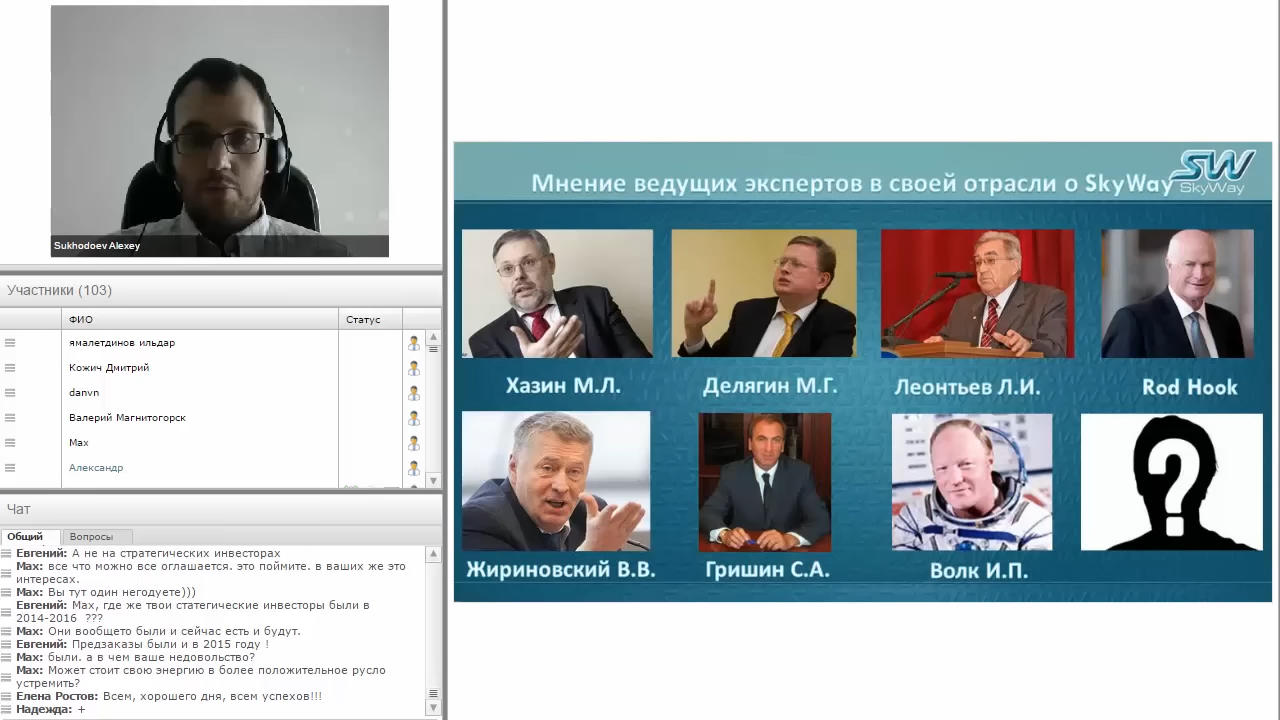 Sukhodoev Alexey
Участники (103)
ФИО
Статус
ямалетдинов ильдар
Кожич Дмитрий
danvn
Валерий Магнитогорск
Max
Александр
Чат
Общий
Вопросы
Евгений: А не на стратегических инвесторах
Max: все что можно все оглашается. это поймите. в ваших же это
интересах.
Max: Вы тут один негодуете)))
Евгений: Мах, где же твои статегические инвесторы были в
2014-2016 ???
Max: Они вообщето были и сейчас есть и будут.
Евгений: Предзаказы были и в 2015 году !
Max: были. а в чем ваше недовольство?
Max: Может стоит свою энергию в более положительное русло
устремить?
Елена Ростов: Всем, хорошего дня, всем успехов!!!
Надежда: +
Мнение ведущих экспертов в своей отрасли о SkyWay
SW
SkyWay
Хазин М.Л.
Делягин М.Г.
Леонтьев Л.И.
Rod Hook
Жириновский В.В.
Гришин С.А.
Волк И.П.
?